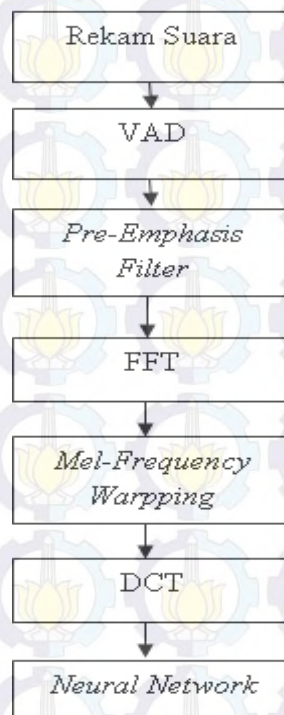 Rekam Suara
VAD
Pre-Emphasis
Filter
FFT
Mel-Frequency
Warpping
DCT
Neural Network